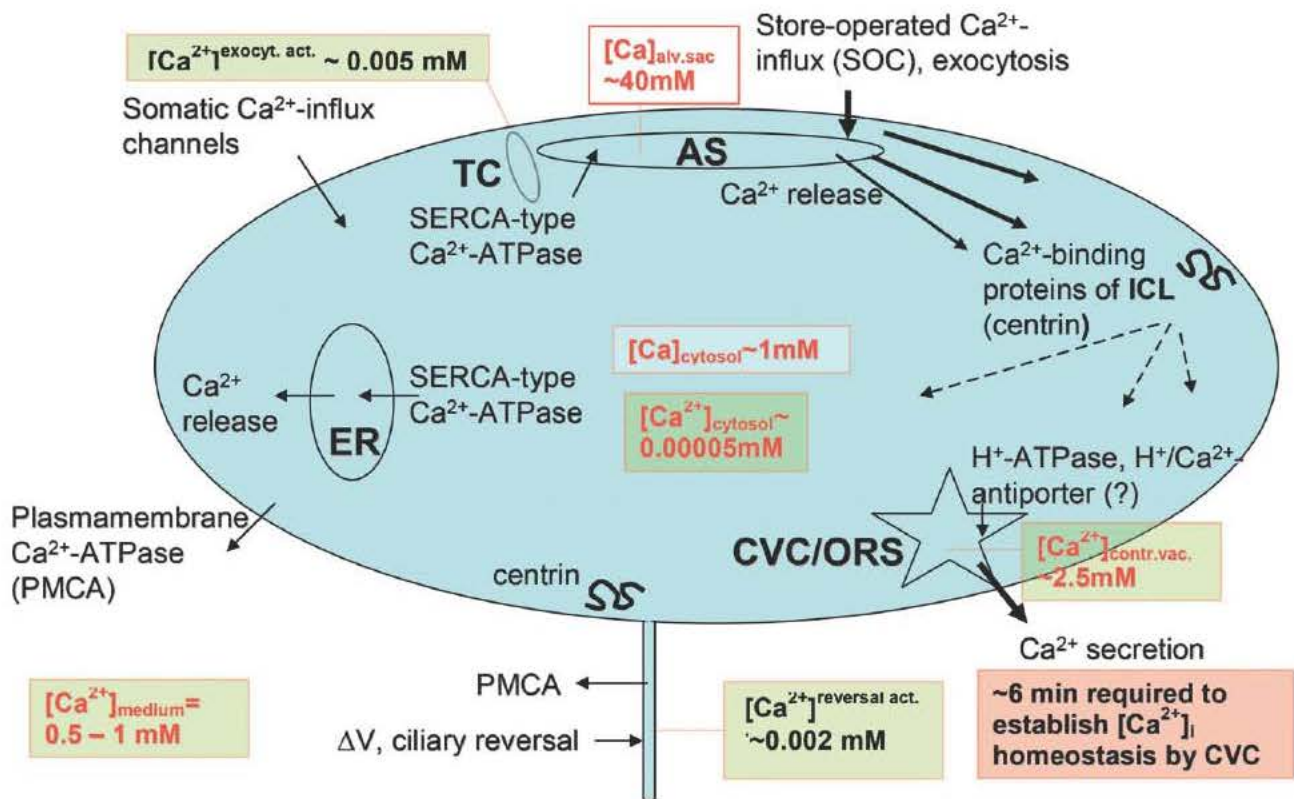 [Ca²⁺]exocyt. act. ~ 0.005 mM
[Ca]alv.sac
~40mM
Store-operated Ca²⁺-
influx (SOC), exocytosis
Somatic Ca²⁺-influx
channels
TC
AS
SERCA-type
Ca²⁺-ATPase
Ca²⁺ release
Ca²⁺-binding
proteins of ICL
(centrin)
[Ca]cytosol~1mM
Ca²⁺
release
ER
SERCA-type
Ca²⁺-ATPase
[Ca²⁺]cytosol~
0.00005mM
H⁺-ATPase, H⁺/Ca²⁺-
antiporter (?)
Plasmamembrane
Ca²⁺-ATPase
(PMCA)
CVC/ORS
[Ca²⁺]contr.vac.
~2.5mM
centrin
Ca²⁺ secretion
~6 min required to
establish [Ca²⁺]i
homeostasis by CVC
[Ca²⁺]medium=
0.5 – 1 mM
PMCA
ΔV, ciliary reversal
[Ca²⁺]reversal act.
~0.002 mM